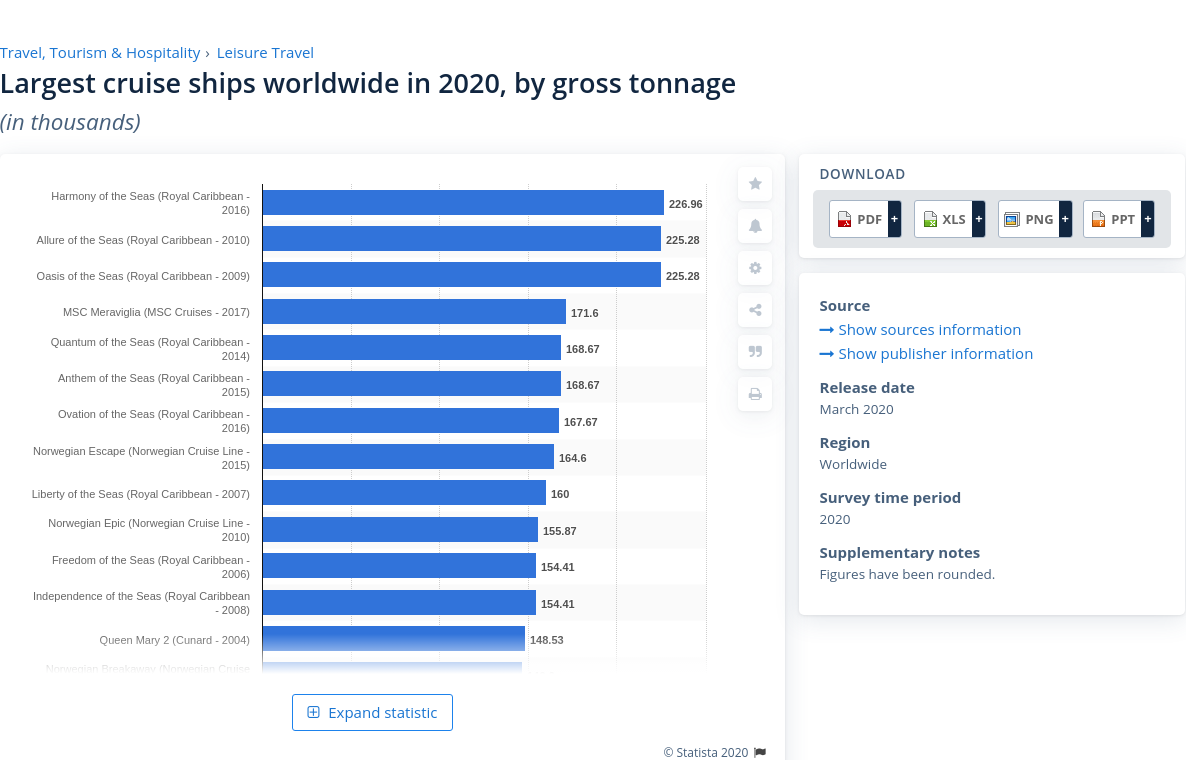 Travel, Tourism & Hospitality › Leisure Travel
Largest cruise ships worldwide in 2020, by gross tonnage
(in thousands)
Harmony of the Seas (Royal Caribbean -
2016)
226.96
Allure of the Seas (Royal Caribbean - 2010)
225.28
Oasis of the Seas (Royal Caribbean - 2009)
225.28
MSC Meraviglia (MSC Cruises - 2017)
171.6
Quantum of the Seas (Royal Caribbean -
2014)
168.67
Anthem of the Seas (Royal Caribbean -
2015)
168.67
Ovation of the Seas (Royal Caribbean -
2016)
167.67
Norwegian Escape (Norwegian Cruise Line -
2015)
164.6
Liberty of the Seas (Royal Caribbean - 2007)
160
Norwegian Epic (Norwegian Cruise Line -
2010)
155.87
Freedom of the Seas (Royal Caribbean -
2006)
154.41
Independence of the Seas (Royal Caribbean
- 2008)
154.41
Queen Mary 2 (Cunard - 2004)
148.53
Norwegian Breakaway (Norwegian Cruise
Expand statistic
© Statista 2020
DOWNLOAD
PDF +
XLS +
PNG +
PPT +
Source
Show sources information
Show publisher information
Release date
March 2020
Region
Worldwide
Survey time period
2020
Supplementary notes
Figures have been rounded.